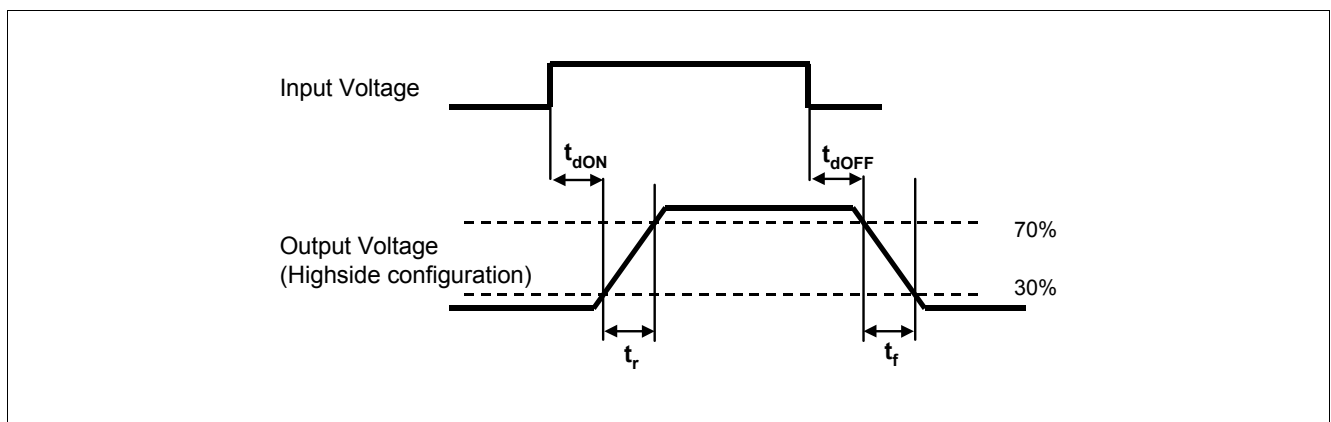 Input Voltage
tdON
tdOFF
Output Voltage
(Highside configuration)
70%
30%
tr
tf